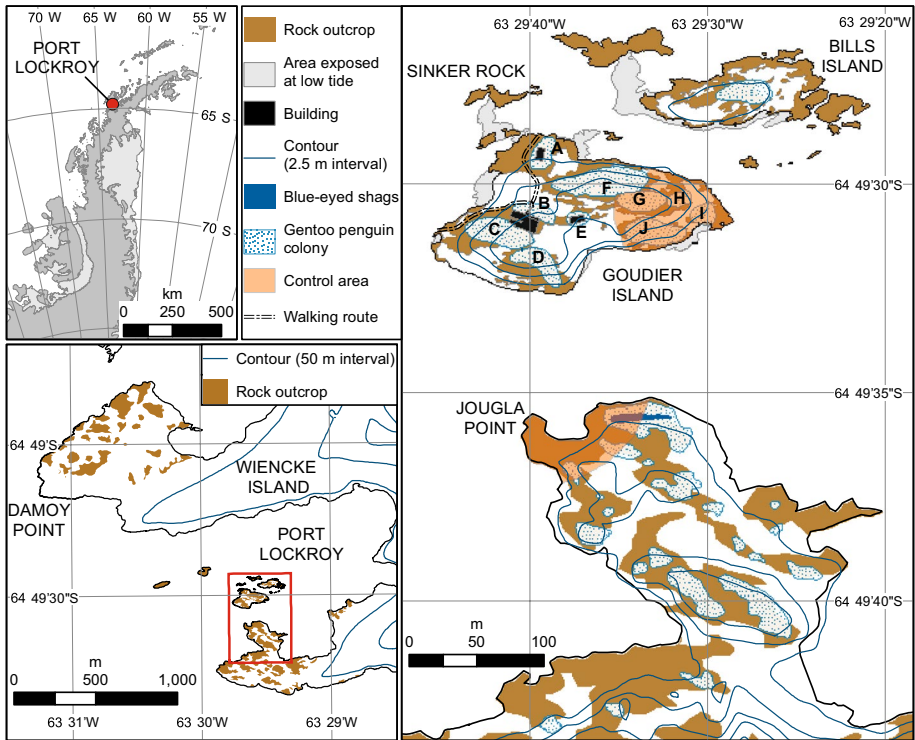 70 W 65 W 60 W 55 W
PORT
LOCKROY
65 S
70 S
km
0 250 500
Rock outcrop
Area exposed
at low tide
Building
Contour
(2.5 m interval)
Blue-eyed shags
Gentoo penguin
colony
Control area
Walking route
63 29'40"W 63 29'30"W 63 29'20"W
SINKER ROCK
BILLS
ISLAND
A
B
C
D
E
F
G
H
I
J
64 49'30"S
GOUDIER
ISLAND
64 49'35"S
JOUGLA
POINT
64 49'40"S
m
0 50 100
Contour (50 m interval)
Rock outcrop
64 49'S
WIENCKE
ISLAND
DAMOY
POINT
PORT
LOCKROY
64 49'30"S
m
0 500 1,000
63 31'W 63 30'W 63 29'W